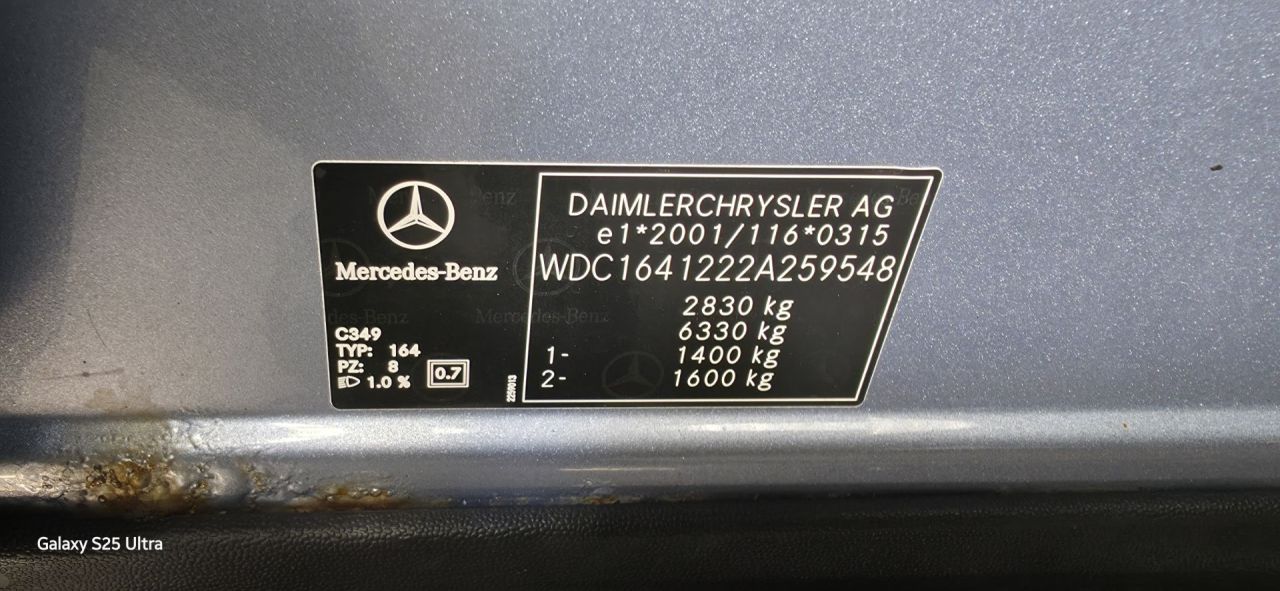 Mercedes-Benz
C349
TYP: 164
PZ: 8
1.0 %
0.7
DAIMLERCHRYSLER AG
e1*2001/116*0315
WDC1641222A259548
2830 kg
6330 kg
1- 1400 kg
2- 1600 kg
Galaxy S25 Ultra